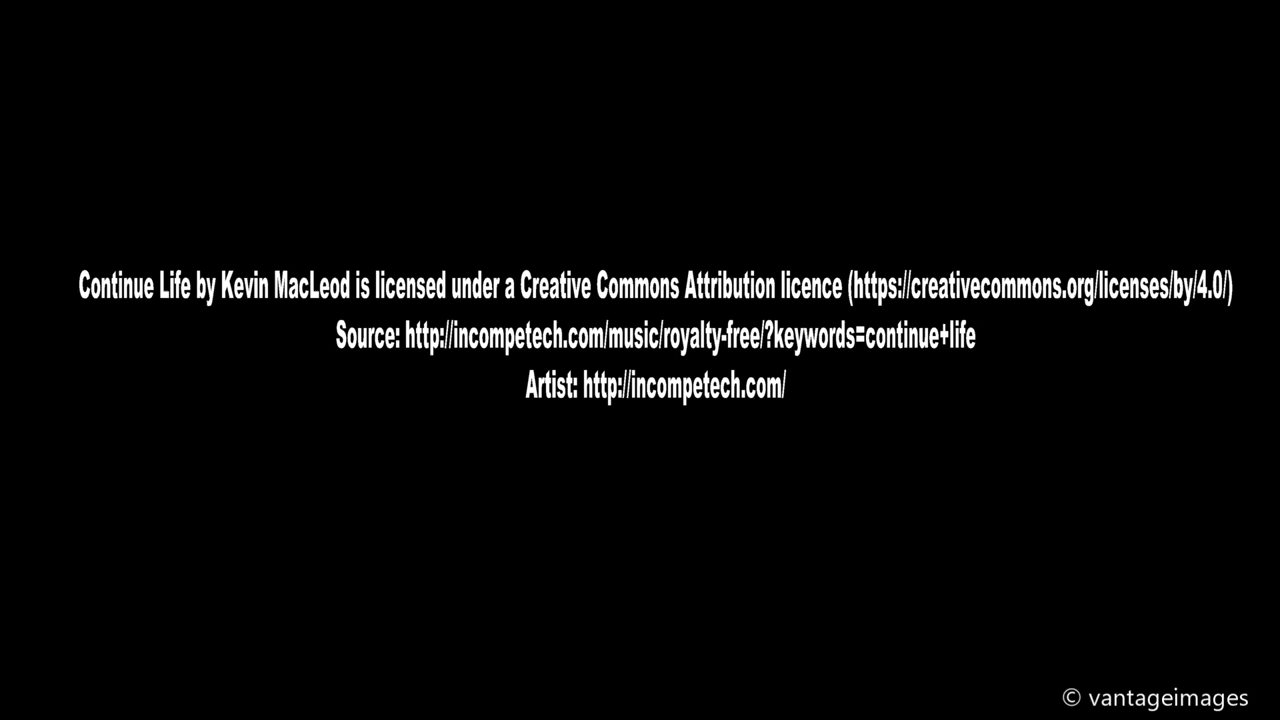 Continue Life by Kevin MacLeod is licensed under a Creative Commons Attribution licence (https://creativecommons.org/licenses/by/4.0/)
Source: http://incompetech.com/music/royalty-free/?keywords=continue+life
Artist: http://incompetech.com/
© vantageimages